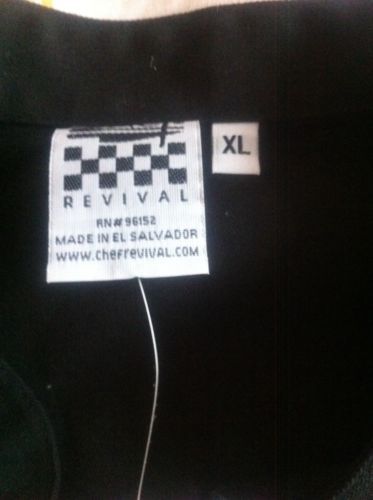 XL
REVIVAL
RN# 96152
MADE IN EL SALVADOR
www.CHEFREVIVAL.COM